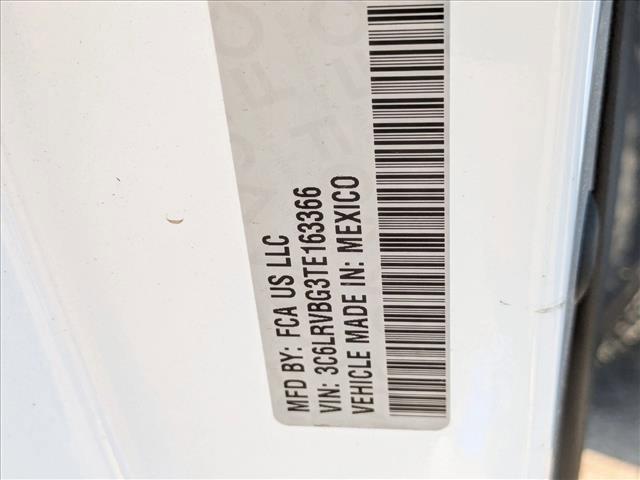 MFD BY: FCA US LLC
VIN: 3C6LRVBG3TE163366
VEHICLE MADE IN: MEXICO